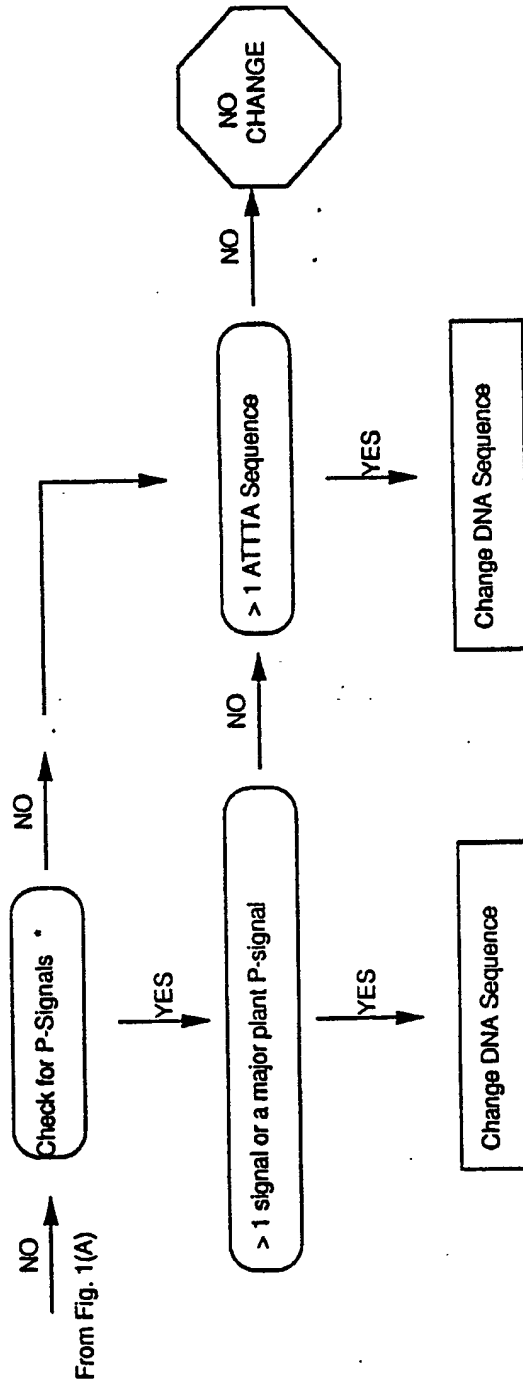 NO
From Fig. 1(A)
Check for P-Signals *
NO
YES
> 1 signal or a major plant P-signal
NO
> 1 ATTTA Sequence
NO
NO
CHANGE
YES
YES
Change DNA Sequence
Change DNA Sequence